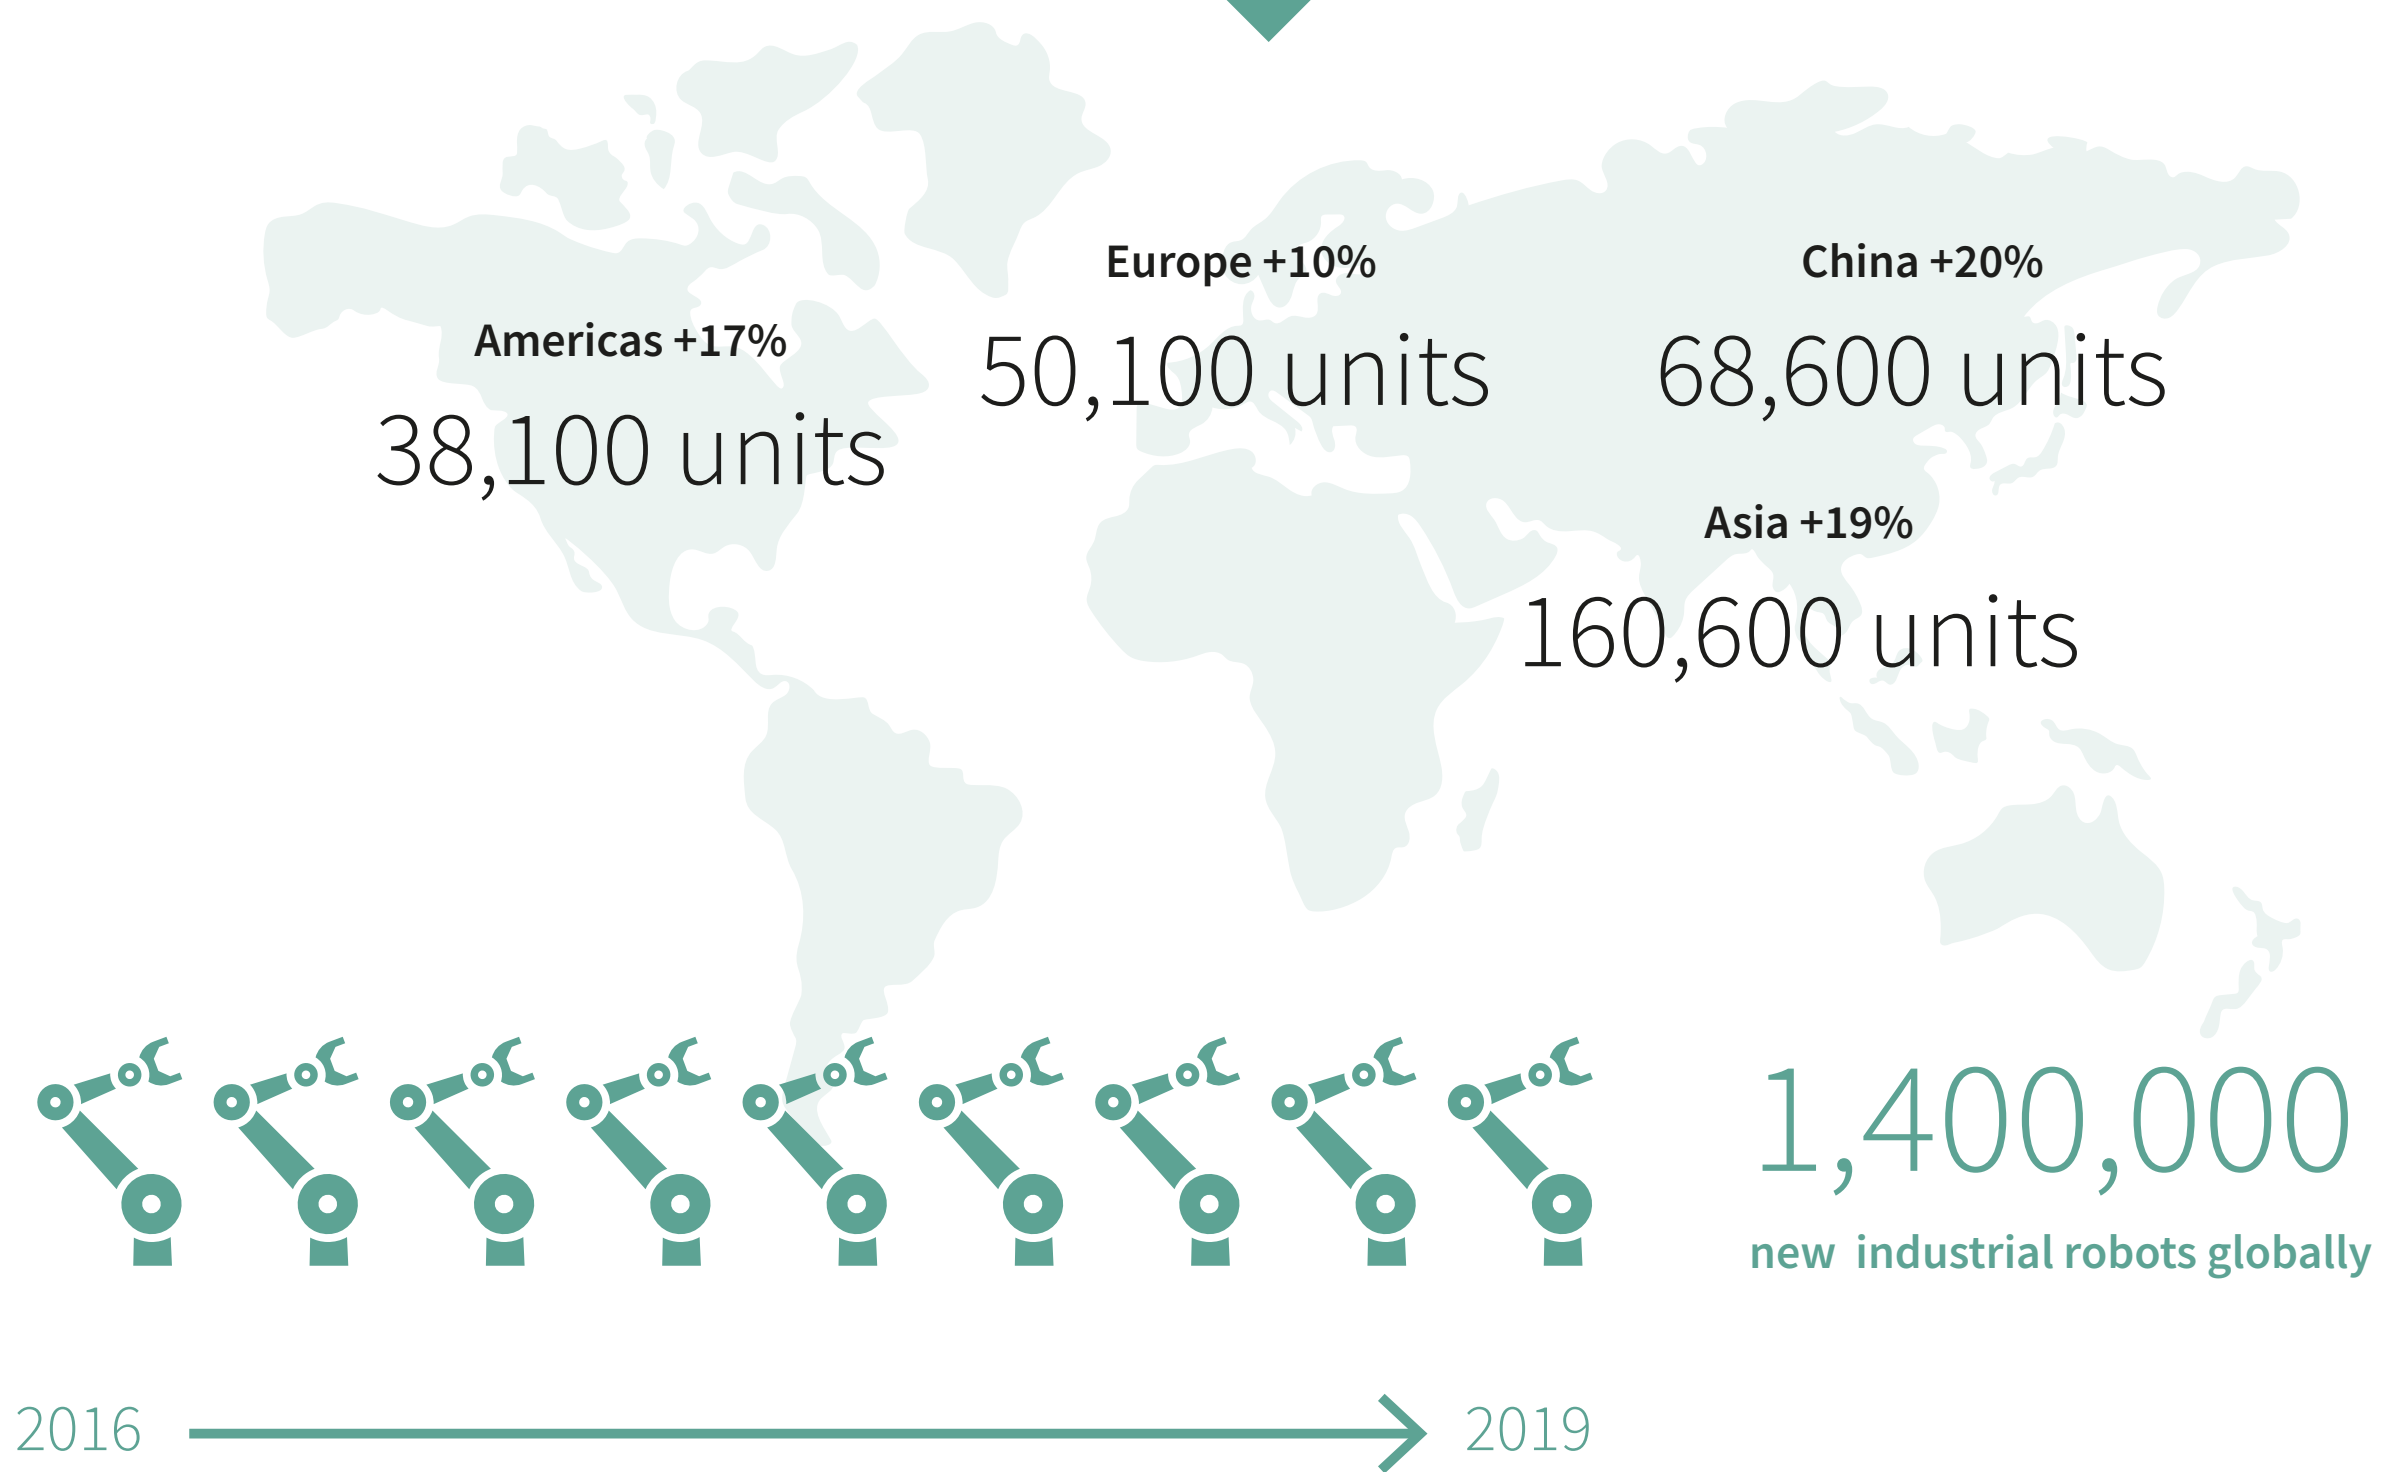 Europe +10%
50,100 units
China +20%
68,600 units
Americas +17%
38,100 units
Asia +19%
160,600 units
1,400,000
new industrial robots globally
2016
2019